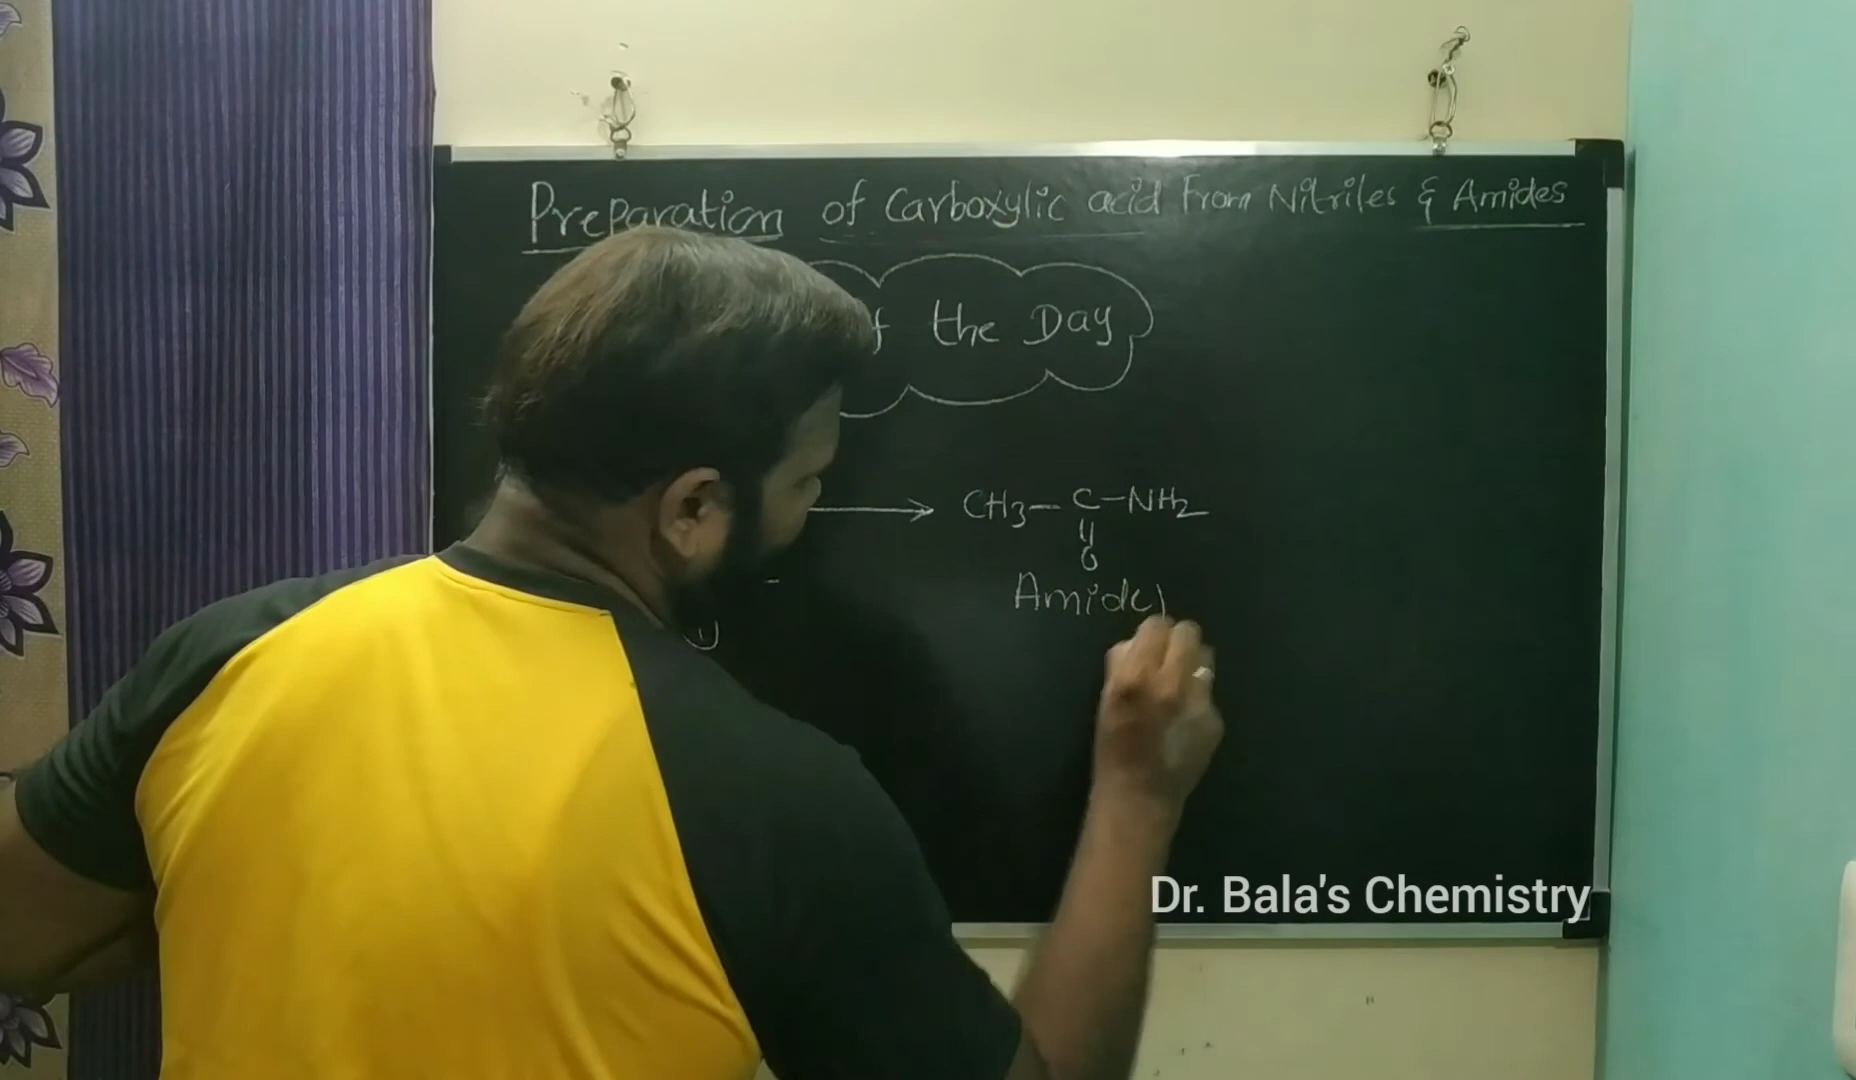 Preparation of Carboxylic acid From Nitriles & Amides
the Day
CH3 - C - NH2
||
O
Amide
Dr. Bala's Chemistry